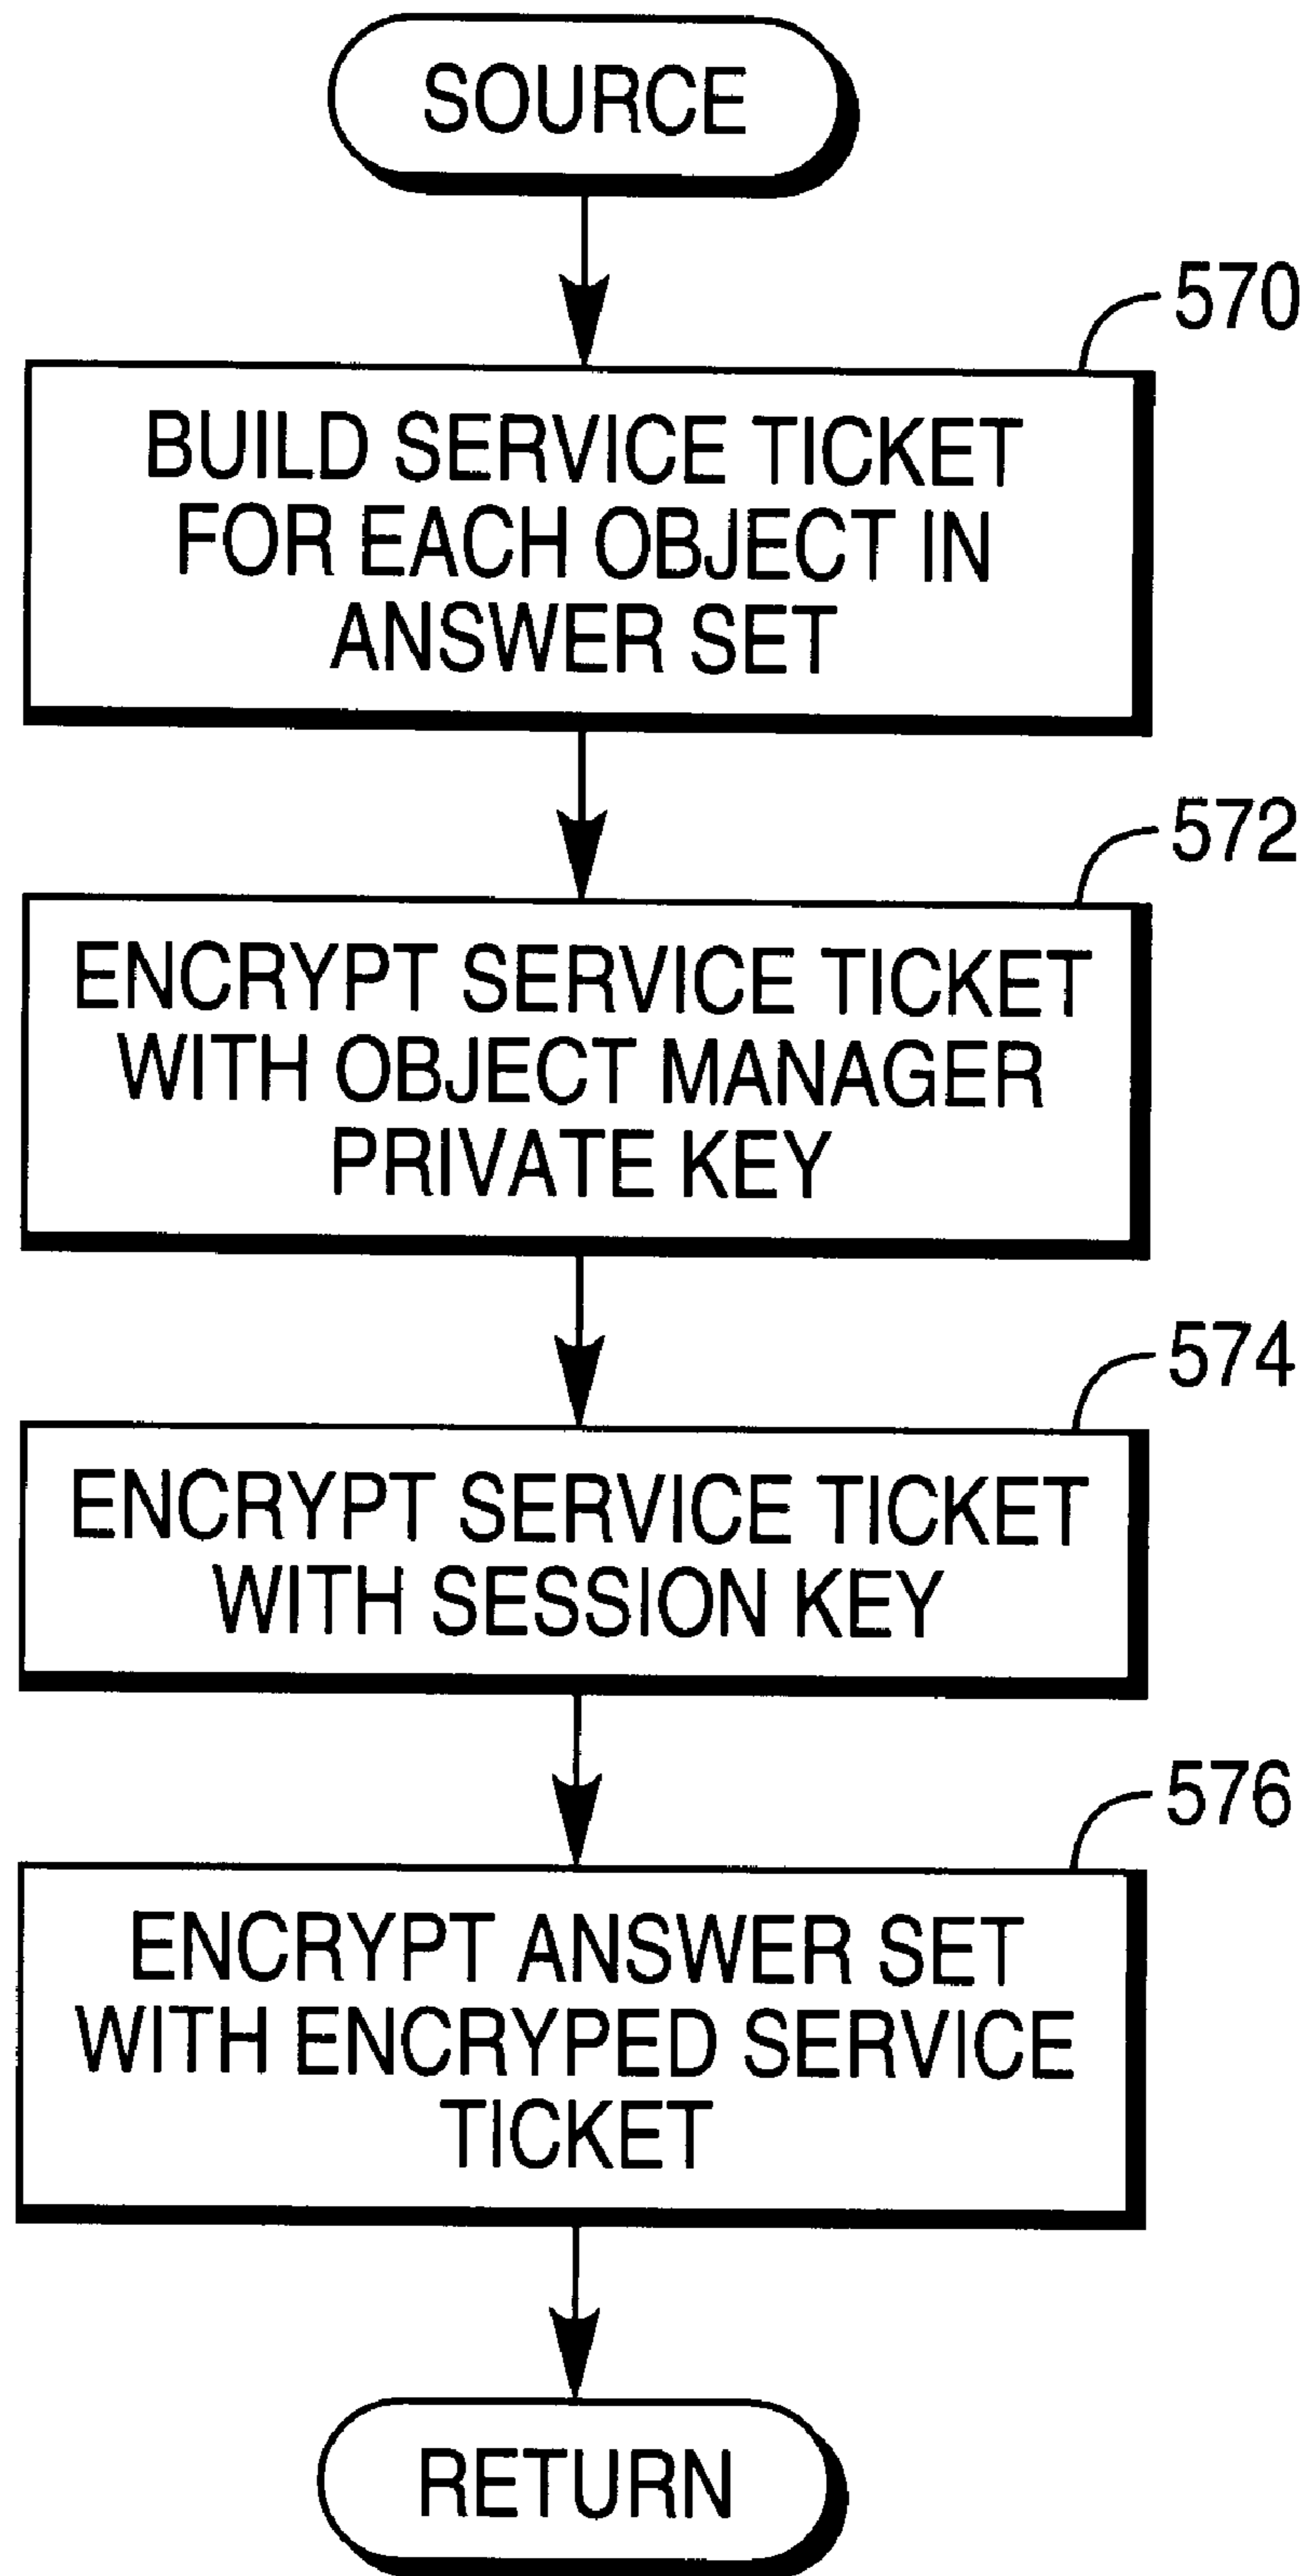 SOURCE
570
BUILD SERVICE TICKET
FOR EACH OBJECT IN
ANSWER SET
572
ENCRYPT SERVICE TICKET
WITH OBJECT MANAGER
PRIVATE KEY
574
ENCRYPT SERVICE TICKET
WITH SESSION KEY
576
ENCRYPT ANSWER SET
WITH ENCRYPED SERVICE
TICKET
RETURN